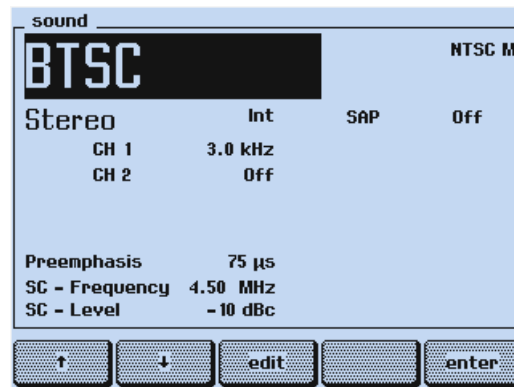 sound
BTSC NTSC M
Stereo Int SAP Off
CH 1 3.0 kHz
CH 2 Off
Preemphasis 75 µs
SC - Frequency 4.50 MHz
SC - Level -10 dBc
↑ ↓ edit enter